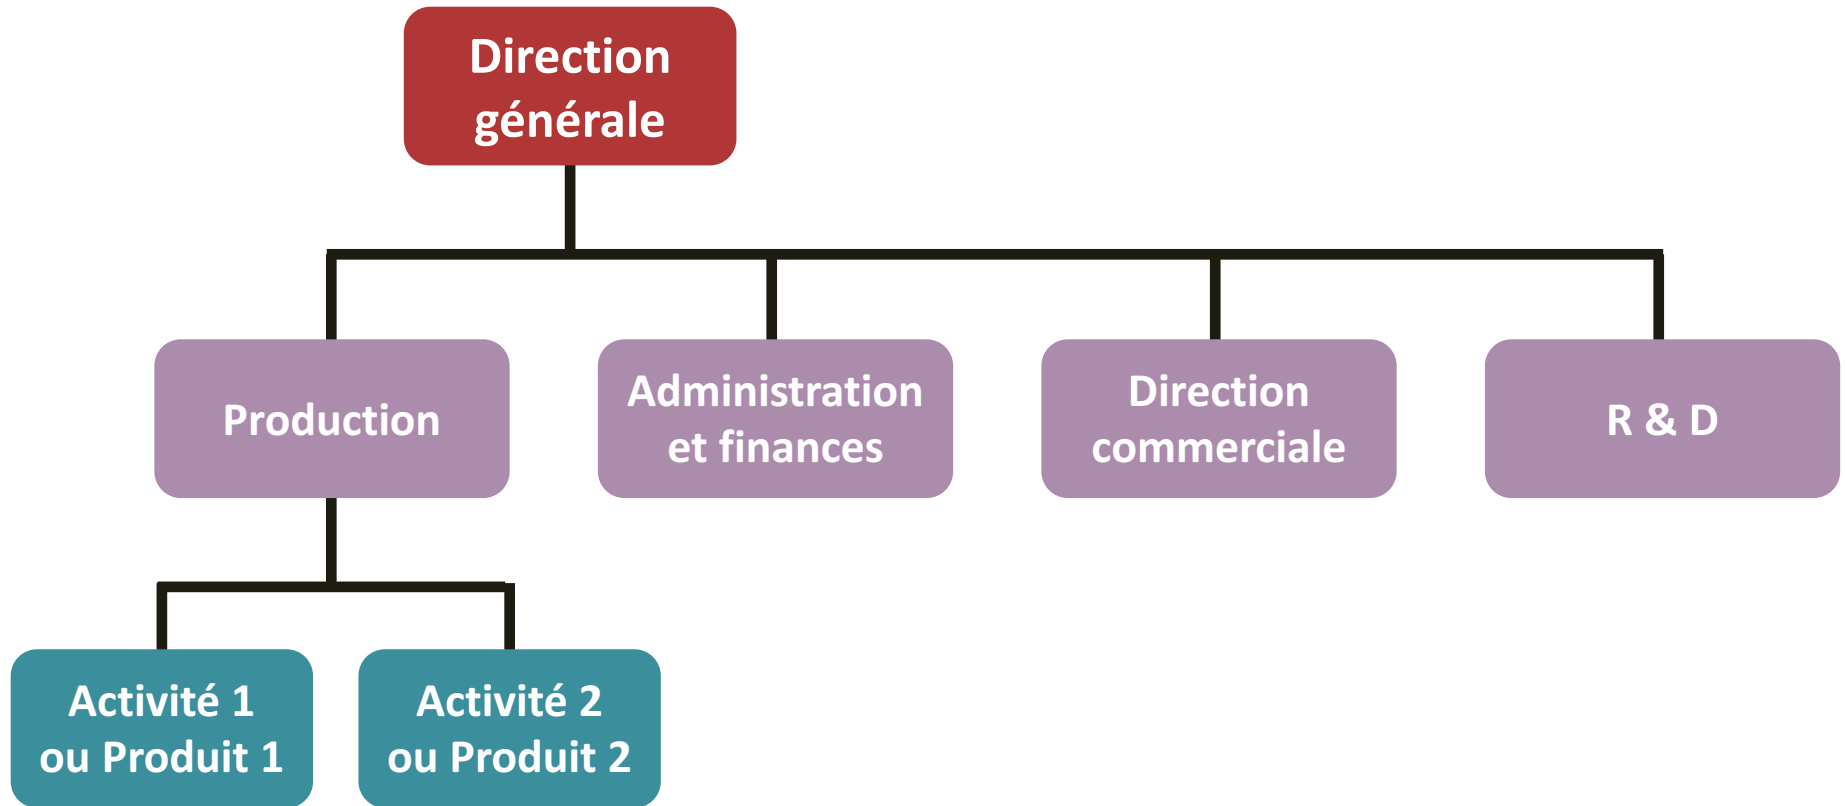 Direction
générale
Production
Administration
et finances
Direction
commerciale
R & D
Activité 1
ou Produit 1
Activité 2
ou Produit 2